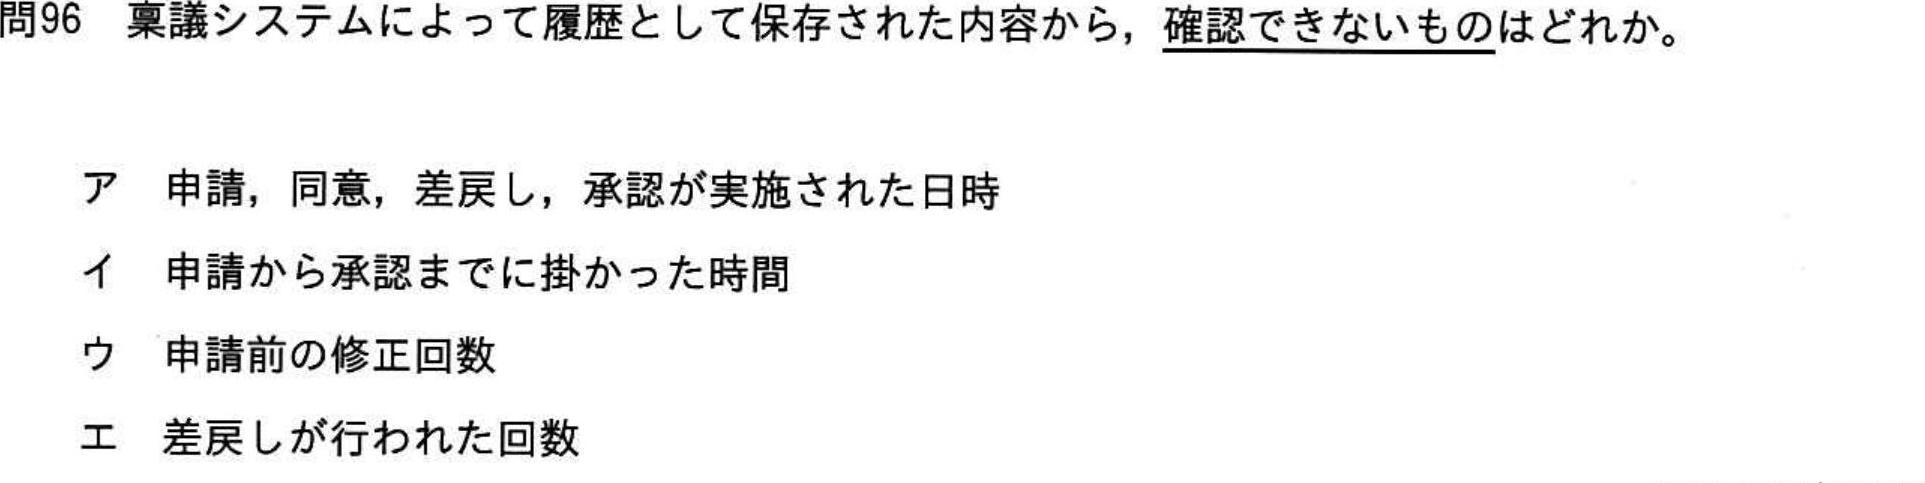 問96 稟議システムによって履歴として保存された内容から，確認できないものはどれか。
ア 申請，同意，差戻し，承認が実施された日時
イ 申請から承認までに掛かった時間
ウ 申請前の修正回数
エ 差戻しが行われた回数